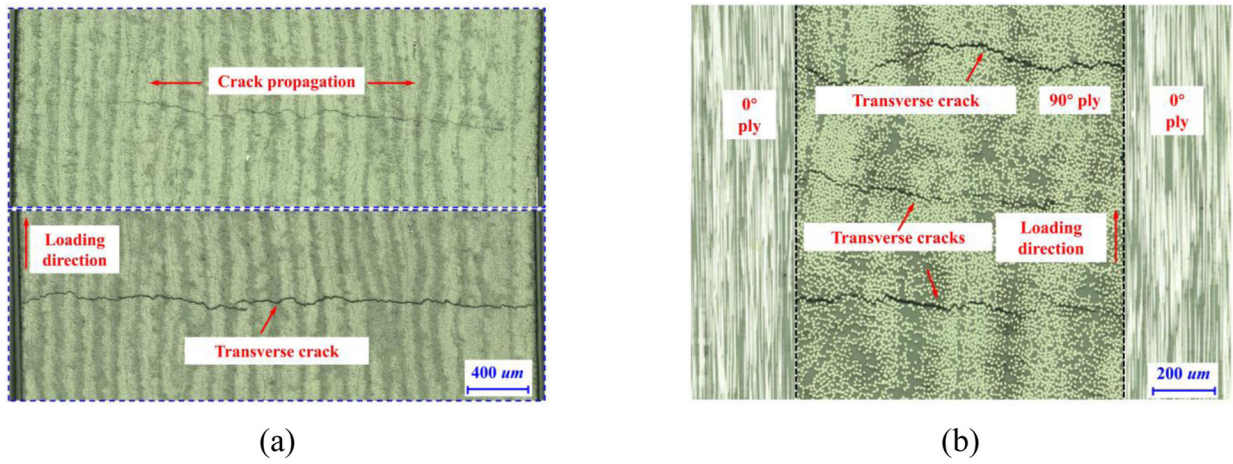 Crack propagation
Loading
direction
Transverse crack
400 um
(a)
Transverse crack
90° ply
0°
ply
0°
ply
Transverse cracks
Loading
direction
200 um
(b)